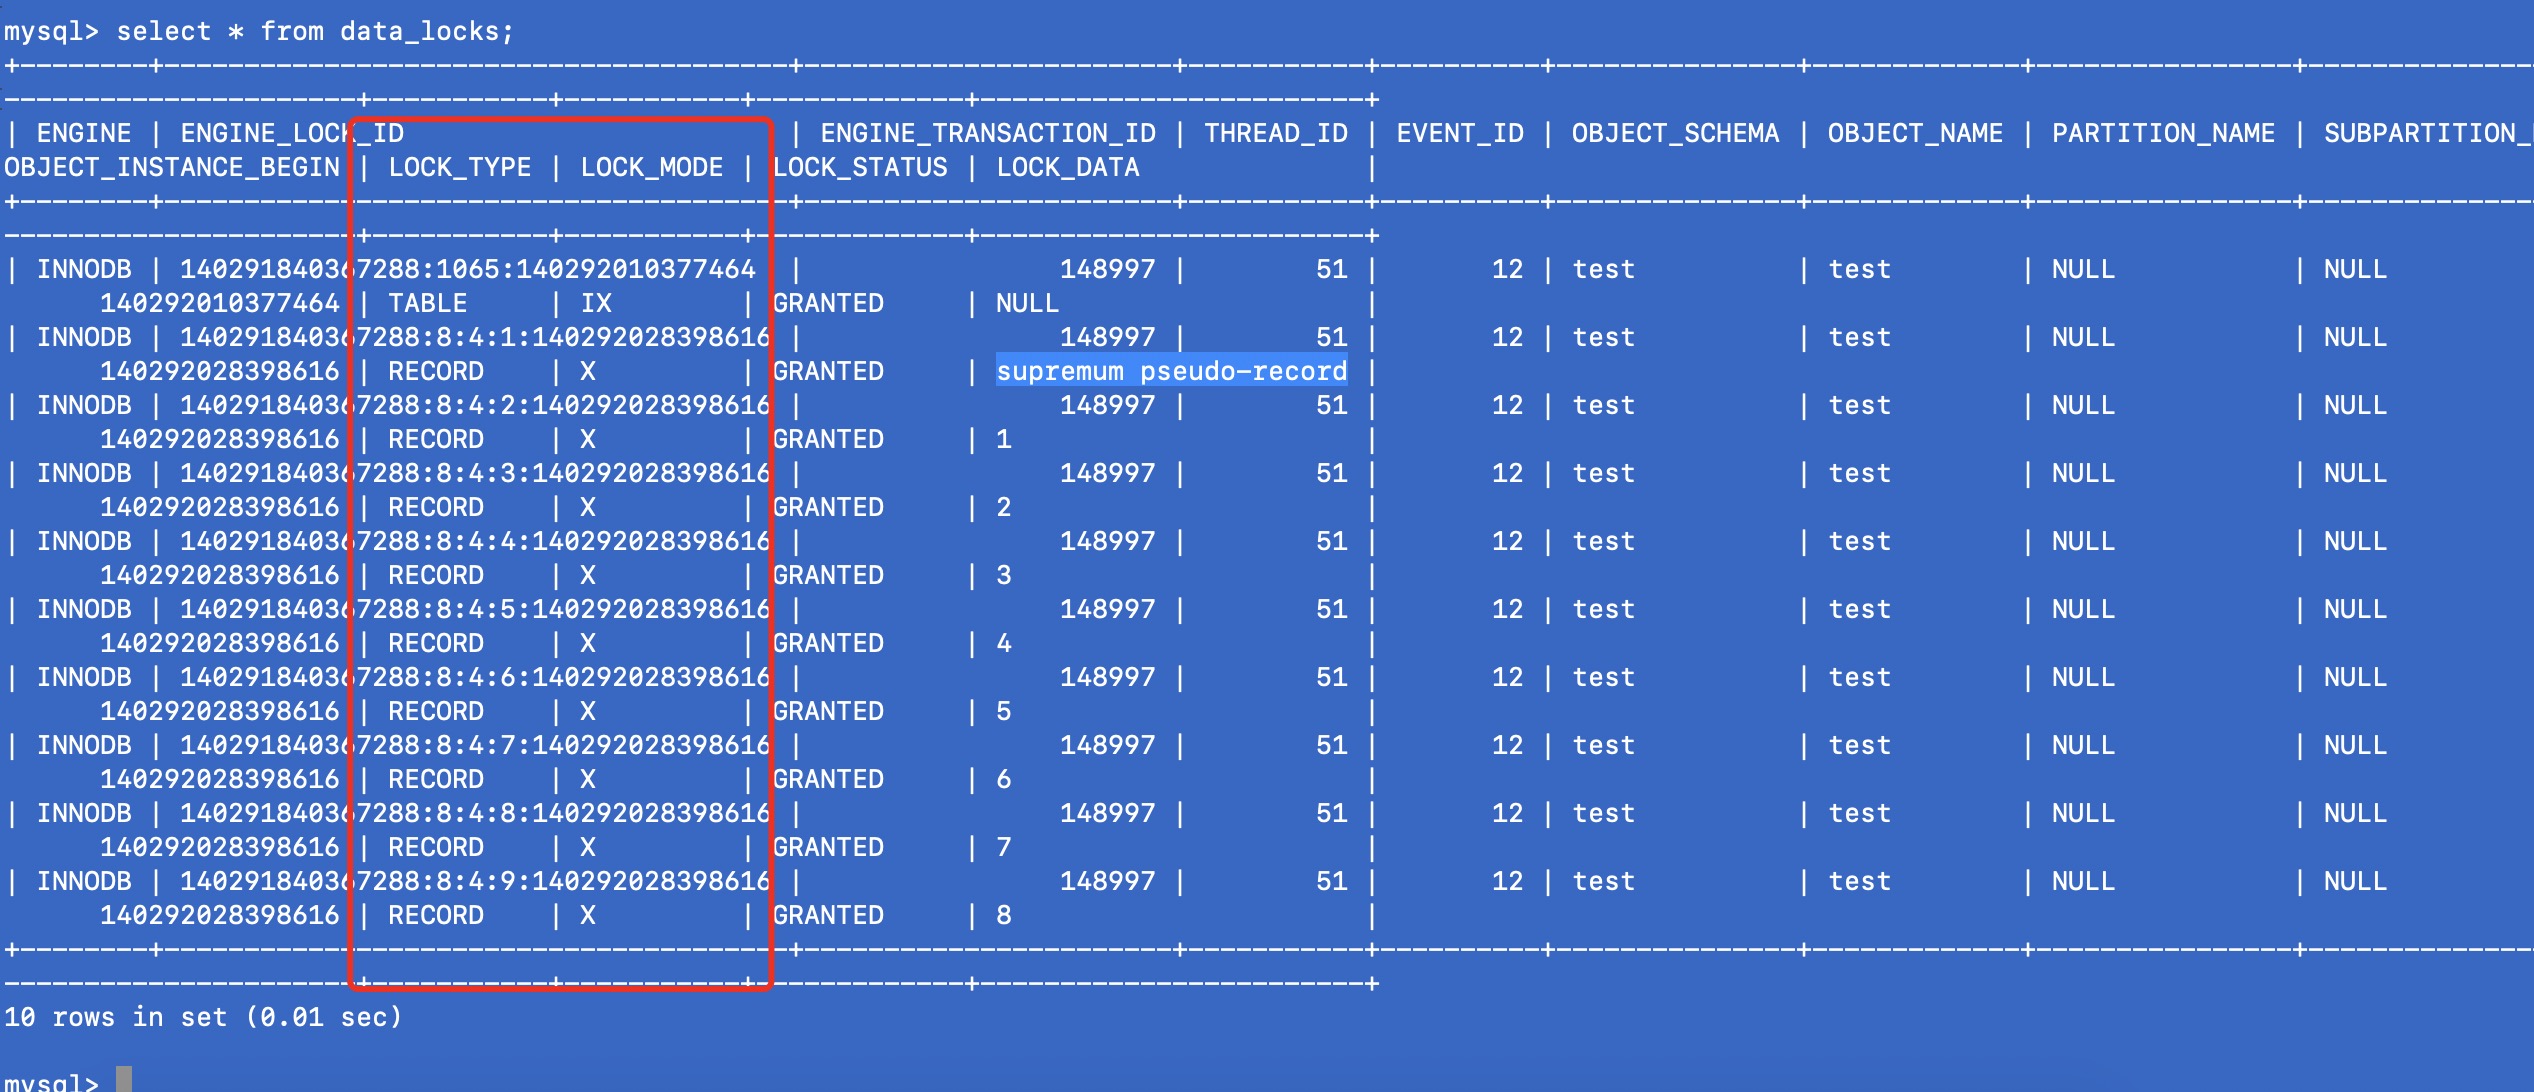 mysql> select * from data_locks;
+--------+---------------------------------------+-----------------------+-----------+----------+---------------+-------------+----------------+--------------
-----------------------+-----------+-----------+-------------+------------------------+
| ENGINE | ENGINE_LOCK_ID                        | ENGINE_TRANSACTION_ID | THREAD_ID | EVENT_ID | OBJECT_SCHEMA | OBJECT_NAME | PARTITION_NAME | SUBPARTITION_
OBJECT_INSTANCE_BEGIN | LOCK_TYPE | LOCK_MODE | LOCK_STATUS | LOCK_DATA              |
+--------+---------------------------------------+-----------------------+-----------+----------+---------------+-------------+----------------+--------------
-----------------------+-----------+-----------+-------------+------------------------+
| INNODB | 140291840367288:1065:140292010377464  |                148997 |        51 |       12 | test          | test        | NULL           | NULL
      140292010377464 | TABLE     | IX        | GRANTED     | NULL                   |
| INNODB | 140291840367288:8:4:1:140292028398616 |                148997 |        51 |       12 | test          | test        | NULL           | NULL
      140292028398616 | RECORD    | X         | GRANTED     | supremum pseudo-record |
| INNODB | 140291840367288:8:4:2:140292028398616 |                148997 |        51 |       12 | test          | test        | NULL           | NULL
      140292028398616 | RECORD    | X         | GRANTED     | 1                      |
| INNODB | 140291840367288:8:4:3:140292028398616 |                148997 |        51 |       12 | test          | test        | NULL           | NULL
      140292028398616 | RECORD    | X         | GRANTED     | 2                      |
| INNODB | 140291840367288:8:4:4:140292028398616 |                148997 |        51 |       12 | test          | test        | NULL           | NULL
      140292028398616 | RECORD    | X         | GRANTED     | 3                      |
| INNODB | 140291840367288:8:4:5:140292028398616 |                148997 |        51 |       12 | test          | test        | NULL           | NULL
      140292028398616 | RECORD    | X         | GRANTED     | 4                      |
| INNODB | 140291840367288:8:4:6:140292028398616 |                148997 |        51 |       12 | test          | test        | NULL           | NULL
      140292028398616 | RECORD    | X         | GRANTED     | 5                      |
| INNODB | 140291840367288:8:4:7:140292028398616 |                148997 |        51 |       12 | test          | test        | NULL           | NULL
      140292028398616 | RECORD    | X         | GRANTED     | 6                      |
| INNODB | 140291840367288:8:4:8:140292028398616 |                148997 |        51 |       12 | test          | test        | NULL           | NULL
      140292028398616 | RECORD    | X         | GRANTED     | 7                      |
| INNODB | 140291840367288:8:4:9:140292028398616 |                148997 |        51 |       12 | test          | test        | NULL           | NULL
      140292028398616 | RECORD    | X         | GRANTED     | 8                      |
+--------+---------------------------------------+-----------------------+-----------+----------+---------------+-------------+----------------+--------------
-----------------------+-----------+-----------+-------------+------------------------+
10 rows in set (0.01 sec)
mysql>